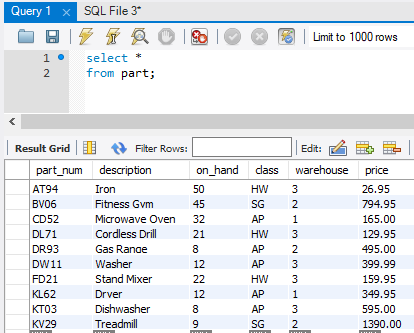 Query 1 SQL File 3*
Limit to 1000 rows
1 select *
2 from part;
Result Grid Filter Rows: Edit:
part_num description on_hand class warehouse price
AT94 Iron 50 HW 3 26.95
BV06 Fitness Gym 45 SG 2 794.95
CD52 Microwave Oven 32 AP 1 165.00
DL71 Cordless Drill 21 HW 3 129.95
DR93 Gas Range 8 AP 2 495.00
DW11 Washer 12 AP 3 399.99
FD21 Stand Mixer 22 HW 3 159.95
KL62 Dryer 12 AP 1 349.95
KT03 Dishwasher 8 AP 3 595.00
KV29 Treadmill 9 SG 2 1390.00